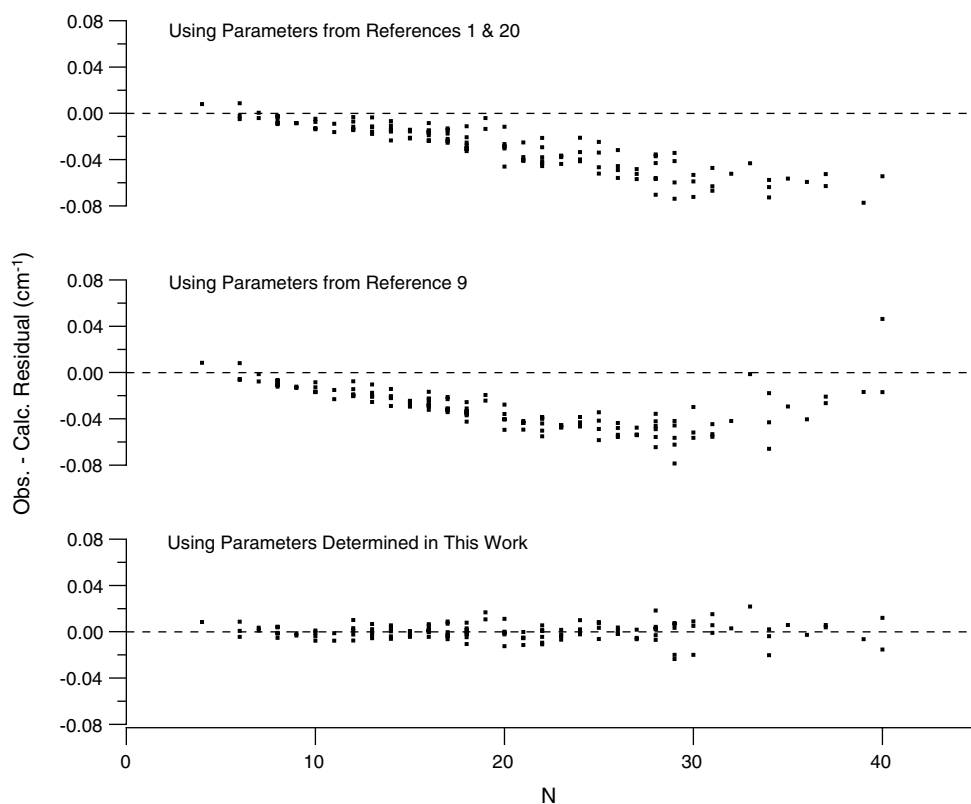 Obs. - Calc. Residual (cm-1)
0.08
Using Parameters from References 1 & 20
0.04
0.00
-0.04
-0.08
0.08
Using Parameters from Reference 9
0.04
0.00
-0.04
-0.08
0.08
Using Parameters Determined in This Work
0.04
0.00
-0.04
-0.08
0 10 20 30 40
N